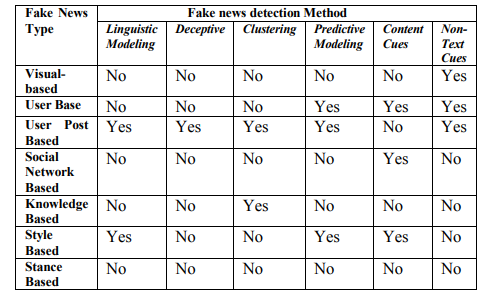 Fake News Type | Fake news detection Method
Linguistic Modeling | Deceptive | Clustering | Predictive Modeling | Content Cues | Non-Text Cues
Visual-based | No | No | No | No | No | Yes
User Base | No | No | No | Yes | Yes | Yes
User Post Based | Yes | Yes | Yes | Yes | No | Yes
Social Network Based | No | No | No | No | Yes | No
Knowledge Based | No | No | Yes | No | No | No
Style Based | Yes | No | No | Yes | Yes | No
Stance Based | No | No | No | No | No | No